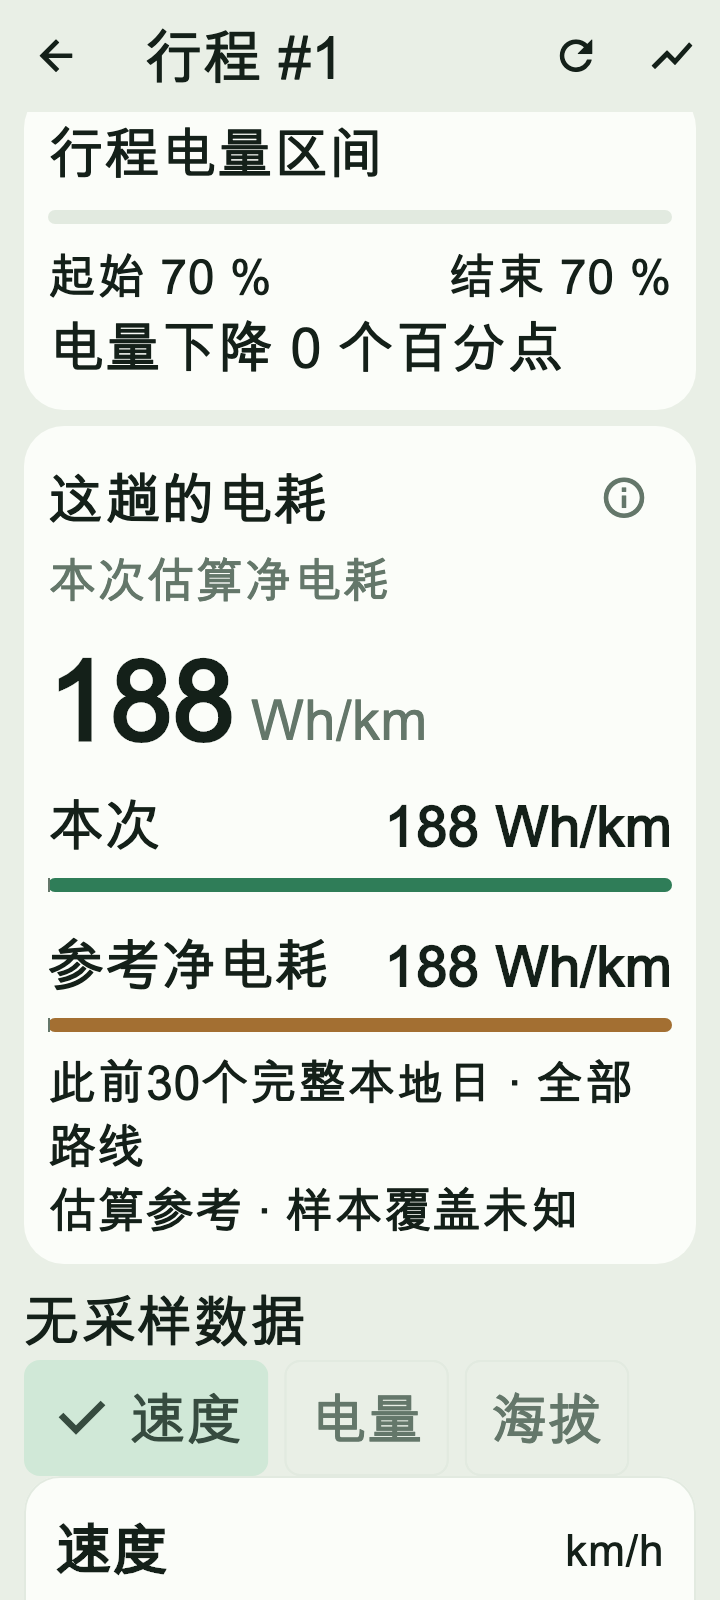 行程 #1
行程电量区间
起始 70 %
结束 70 %
电量下降 0 个百分点
这趟的电耗
本次估算净电耗
188 Wh/km
本次 188 Wh/km
参考净电耗 188 Wh/km
此前30个完整本地日 · 全部
路线
估算参考 · 样本覆盖未知
无采样数据
速度 电量 海拔
速度 km/h